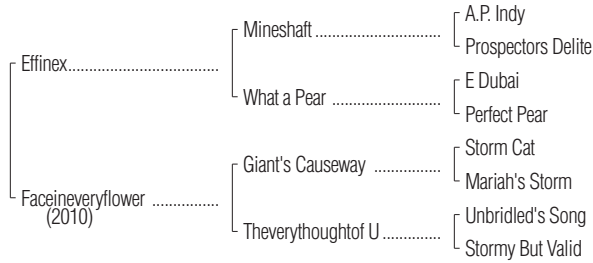 A.P. Indy
Mineshaft
Prospectors Delite
Effinex
E Dubai
What a Pear
Perfect Pear
Storm Cat
Giant's Causeway
Mariah's Storm
Faceineveryflower
(2010)
Unbridled's Song
Theverythoughtof U
Stormy But Valid